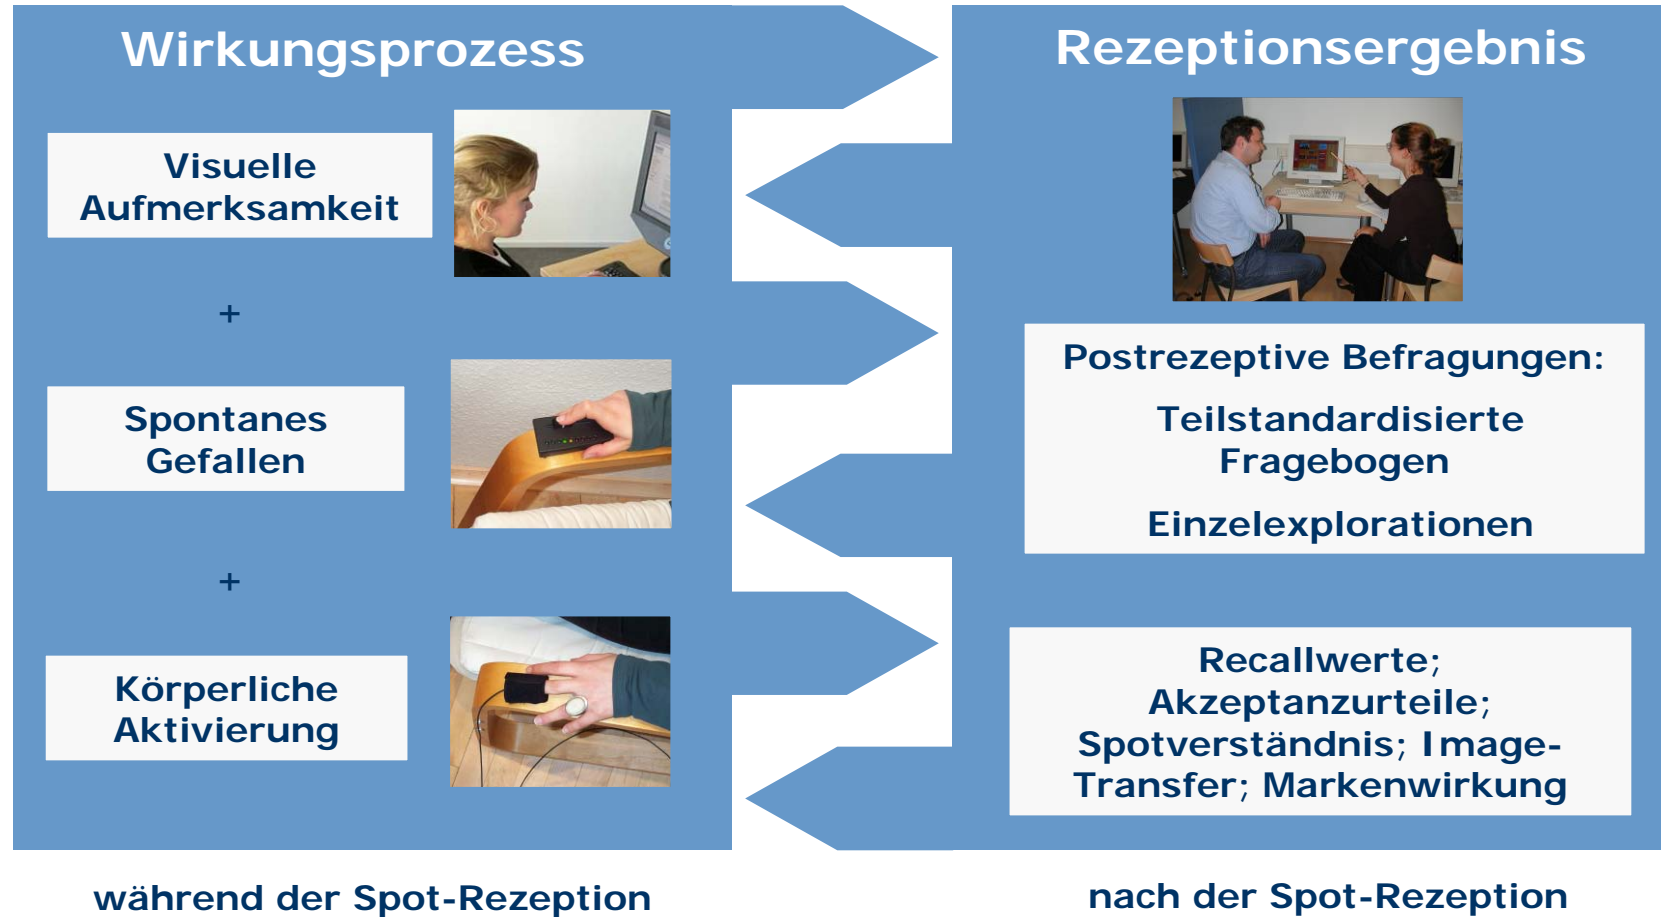 Wirkungsprozess
Visuelle
Aufmerksamkeit
+
Spontanes
Gefallen
+
Körperliche
Aktivierung
während der Spot-Rezeption
Rezeptionsergebnis
Postrezeptive Befragungen:
Teilstandardisierte
Fragebogen
Einzelexplorationen
Recallwerte;
Akzeptanzurteile;
Spotverständnis; Image-
Transfer; Markenwirkung
nach der Spot-Rezeption